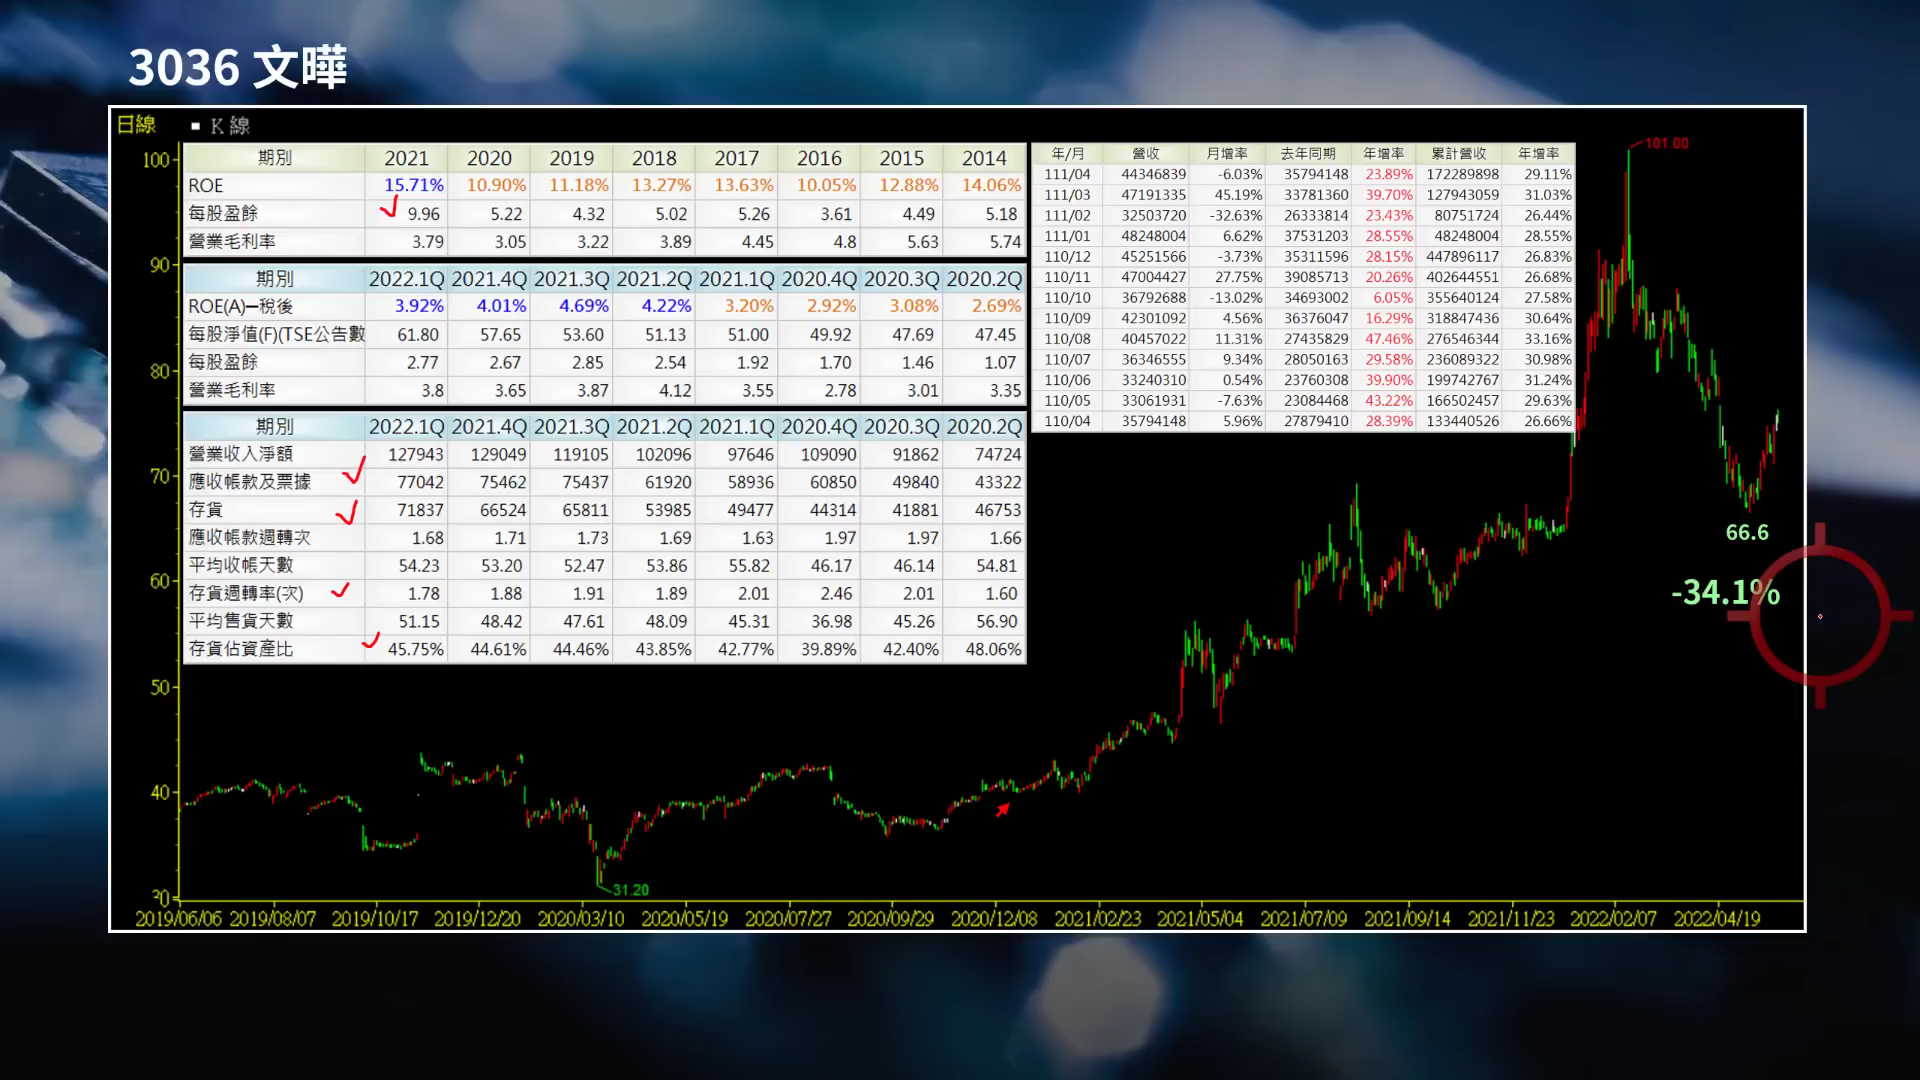 3036 文曄
日線 K 線
期別 2021 2020 2019 2018 2017 2016 2015 2014
ROE 15.71% 10.90% 11.18% 13.27% 13.63% 10.05% 12.88% 14.06%
每股盈餘 9.96 5.22 4.32 5.02 5.26 3.61 4.49 5.18
營業毛利率 3.79 3.05 3.22 3.89 4.45 4.8 5.63 5.74
期別 2022.1Q 2021.4Q 2021.3Q 2021.2Q 2021.1Q 2020.4Q 2020.3Q 2020.2Q
ROE(A)─稅後 3.92% 4.01% 4.69% 4.22% 3.20% 2.92% 3.08% 2.69%
每股淨值(F)(TSE公告數 61.80 57.65 53.60 51.13 51.00 49.92 47.69 47.45
每股盈餘 2.77 2.67 2.85 2.54 1.92 1.70 1.46 1.07
營業毛利率 3.8 3.65 3.87 4.12 3.55 2.78 3.01 3.35
期別 2022.1Q 2021.4Q 2021.3Q 2021.2Q 2021.1Q 2020.4Q 2020.3Q 2020.2Q
營業收入淨額 127943 129049 119105 102096 97646 109090 91862 74724
應收帳款及票據 77042 75462 75437 61920 58936 60850 49840 43322
存貨 71837 66524 65811 53985 49477 44314 41881 46753
應收帳款週轉次 1.68 1.71 1.73 1.69 1.63 1.97 1.97 1.66
平均收帳天數 54.23 53.20 52.47 53.86 55.82 46.17 46.14 54.81
存貨週轉率(次) 1.78 1.88 1.91 1.89 2.01 2.46 2.01 1.60
平均售貨天數 51.15 48.42 47.61 48.09 45.31 36.98 45.26 56.90
存貨佔資產比 45.75% 44.61% 44.46% 43.85% 42.77% 39.89% 42.40% 48.06%
年/月 營收 月增率 去年同期 年增率 累計營收 年增率
111/04 44346839 -6.03% 35794148 23.89% 172289898 29.11%
111/03 47191335 45.19% 33781360 39.70% 127943059 31.03%
111/02 32503720 -32.63% 26333814 23.43% 80751724 26.44%
111/01 48248004 6.62% 37531203 28.55% 48248004 28.55%
110/12 45251566 -3.73% 35311596 28.15% 447896117 26.83%
110/11 47004427 27.75% 39085713 20.26% 402644551 26.68%
110/10 36792688 -13.02% 34693002 6.05% 355640124 27.58%
110/09 42301092 4.56% 36376047 16.29% 318847436 30.64%
110/08 40457022 11.31% 27435829 47.46% 276546344 33.16%
110/07 36346555 9.34% 28050163 29.58% 236089322 30.98%
110/06 33240310 0.54% 23760308 39.90% 199742767 31.24%
110/05 33061931 -7.63% 23084468 43.22% 166502457 29.63%
110/04 35794148 5.96% 27879410 28.39% 133440526 26.66%
101.00
66.6
-34.1%
31.20
100
90
80
70
60
50
40
30
2019/06/06 2019/08/07 2019/10/17 2019/12/20 2020/03/10 2020/05/19 2020/07/27 2020/09/29 2020/12/08 2021/02/23 2021/05/04 2021/07/09 2021/09/14 2021/11/23 2022/02/07 2022/04/19